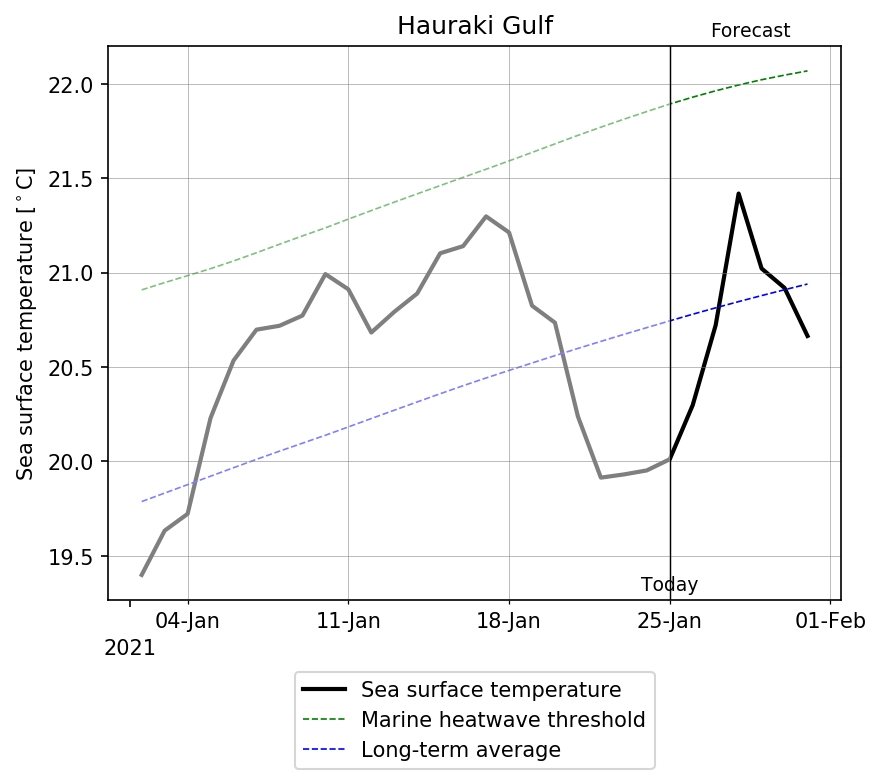 Hauraki Gulf
Forecast
Sea surface temperature [°C]
22.0
21.5
21.0
20.5
20.0
19.5
Today
04-Jan 11-Jan 18-Jan 25-Jan 01-Feb
2021
Sea surface temperature
Marine heatwave threshold
Long-term average